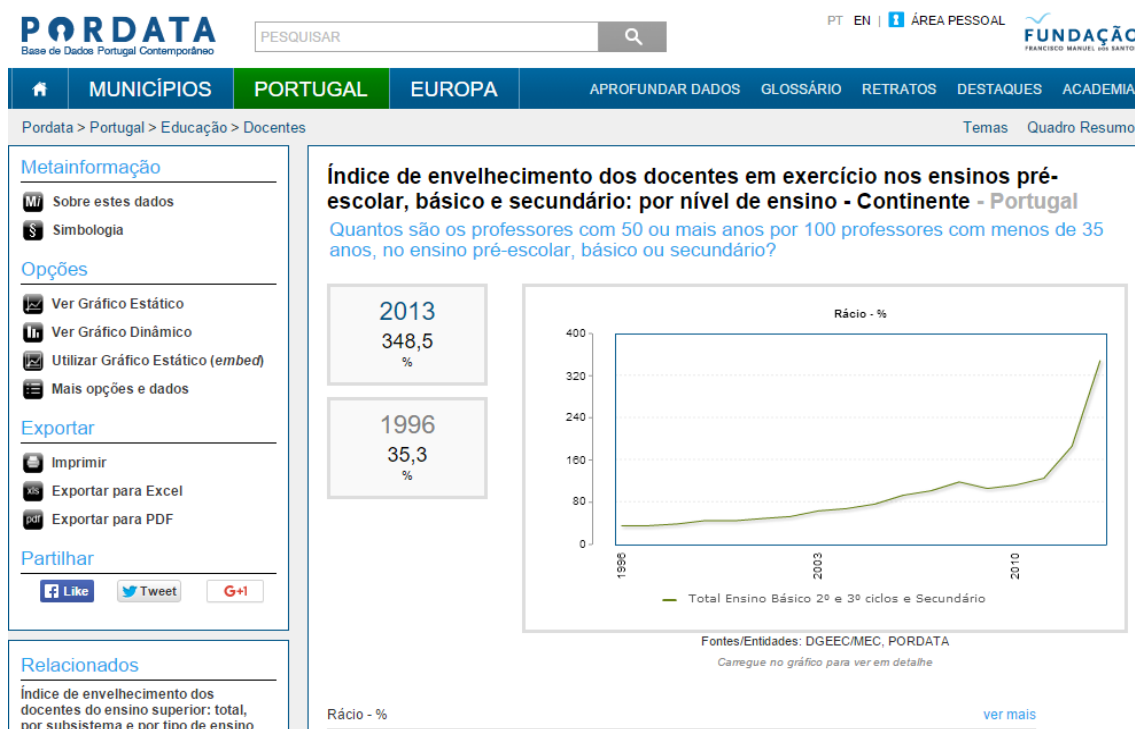 PORDATA
Base de Dados Portugal Contemporâneo
PESQUISAR
PT EN | ÁREA PESSOAL
FUNDAÇÃO
FRANCISCO MANUEL DOS SANTO
MUNICÍPIOS PORTUGAL EUROPA APROFUNDAR DADOS GLOSSÁRIO RETRATOS DESTAQUES ACADEMIA
Pordata > Portugal > Educação > Docentes Temas Quadro Resumo
Metainformação
Mi Sobre estes dados
§ Simbologia
Opções
Ver Gráfico Estático
Ver Gráfico Dinâmico
Utilizar Gráfico Estático (embed)
Mais opções e dados
Exportar
Imprimir
xls Exportar para Excel
pdf Exportar para PDF
Partilhar
Like Tweet G+1
Relacionados
Índice de envelhecimento dos
docentes do ensino superior: total,
por subsistema e por tipo de ensino
Índice de envelhecimento dos docentes em exercício nos ensinos pré-
escolar, básico e secundário: por nível de ensino - Continente - Portugal
Quantos são os professores com 50 ou mais anos por 100 professores com menos de 35
anos, no ensino pré-escolar, básico ou secundário?
2013
348,5
%
1996
35,3
%
Rácio - %
400
320
240
160
80
0
1996 2003 2010
Total Ensino Básico 2º e 3º ciclos e Secundário
Fontes/Entidades: DGEEC/MEC, PORDATA
Carregue no gráfico para ver em detalhe
Rácio - % ver mais